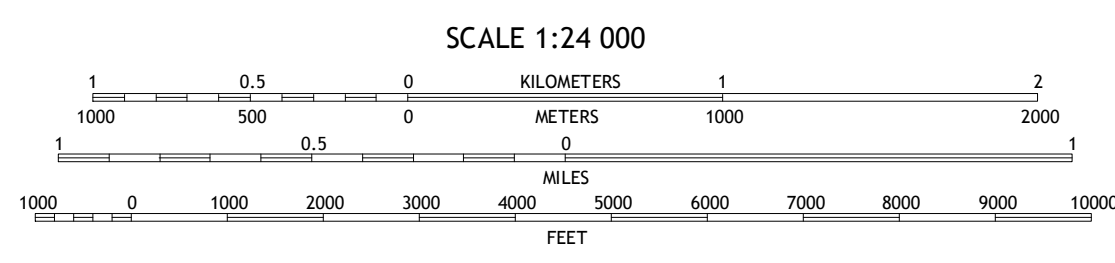 SCALE 1:24 000
1 0.5 0 KILOMETERS 1 2
1000 500 0 METERS 1000 2000
1 0.5 0 1
MILES
1000 0 1000 2000 3000 4000 5000 6000 7000 8000 9000 10000
FEET